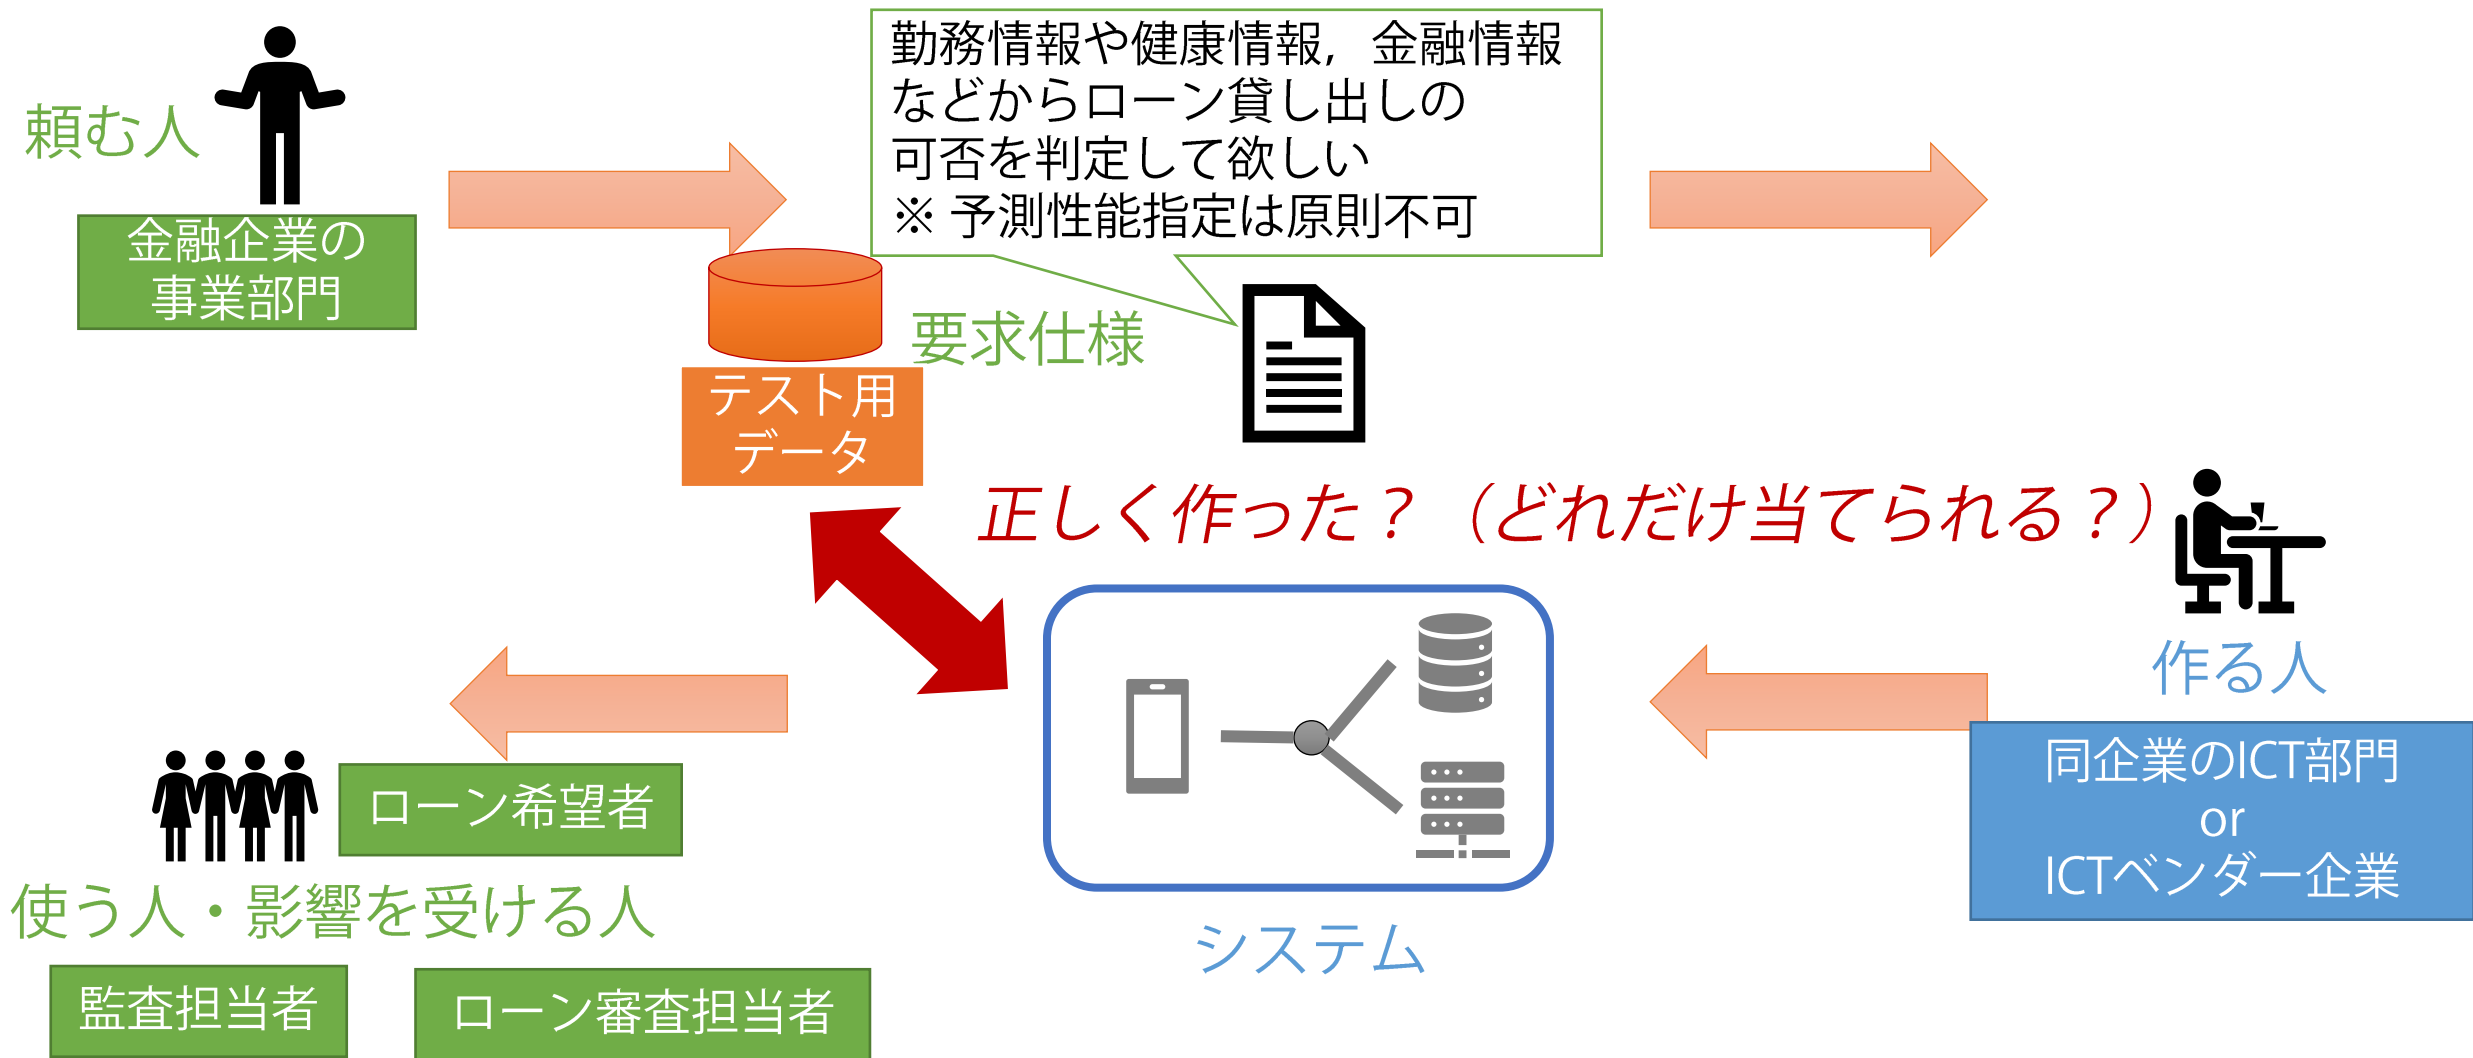 勤務情報や健康情報，金融情報
などからローン貸し出しの
可否を判定して欲しい
※ 予測性能指定は原則不可
頼む人
金融企業の
事業部門
要求仕様
テスト用
データ
正しく作った？（どれだけ当てられる？）
作る人
同企業のICT部門
or
ICTベンダー企業
ローン希望者
使う人・影響を受ける人
システム
監査担当者
ローン審査担当者